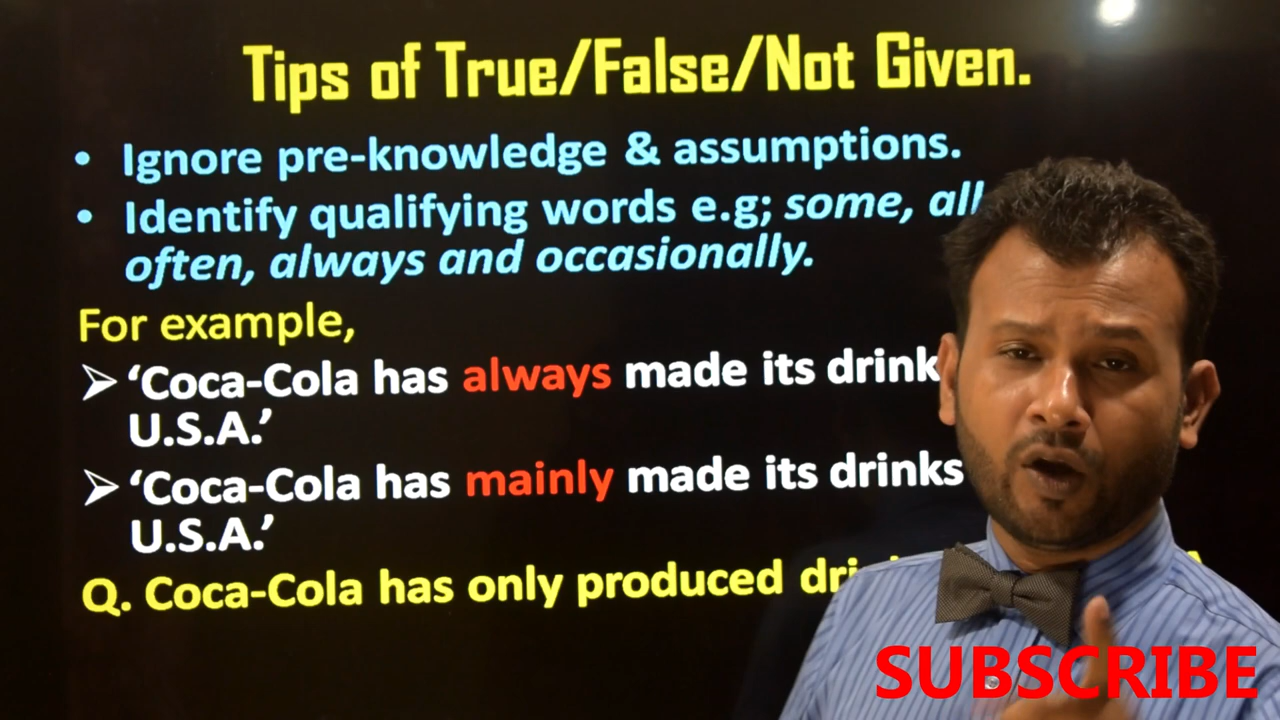 Tips of True/False/Not Given.
• Ignore pre-knowledge & assumptions.
• Identify qualifying words e.g; some, all
often, always and occasionally.
For example,
➢ ‘Coca-Cola has always made its drink
U.S.A.’
➢ ‘Coca-Cola has mainly made its drinks
U.S.A.’
Q. Coca-Cola has only produced
SUBSCRIBE